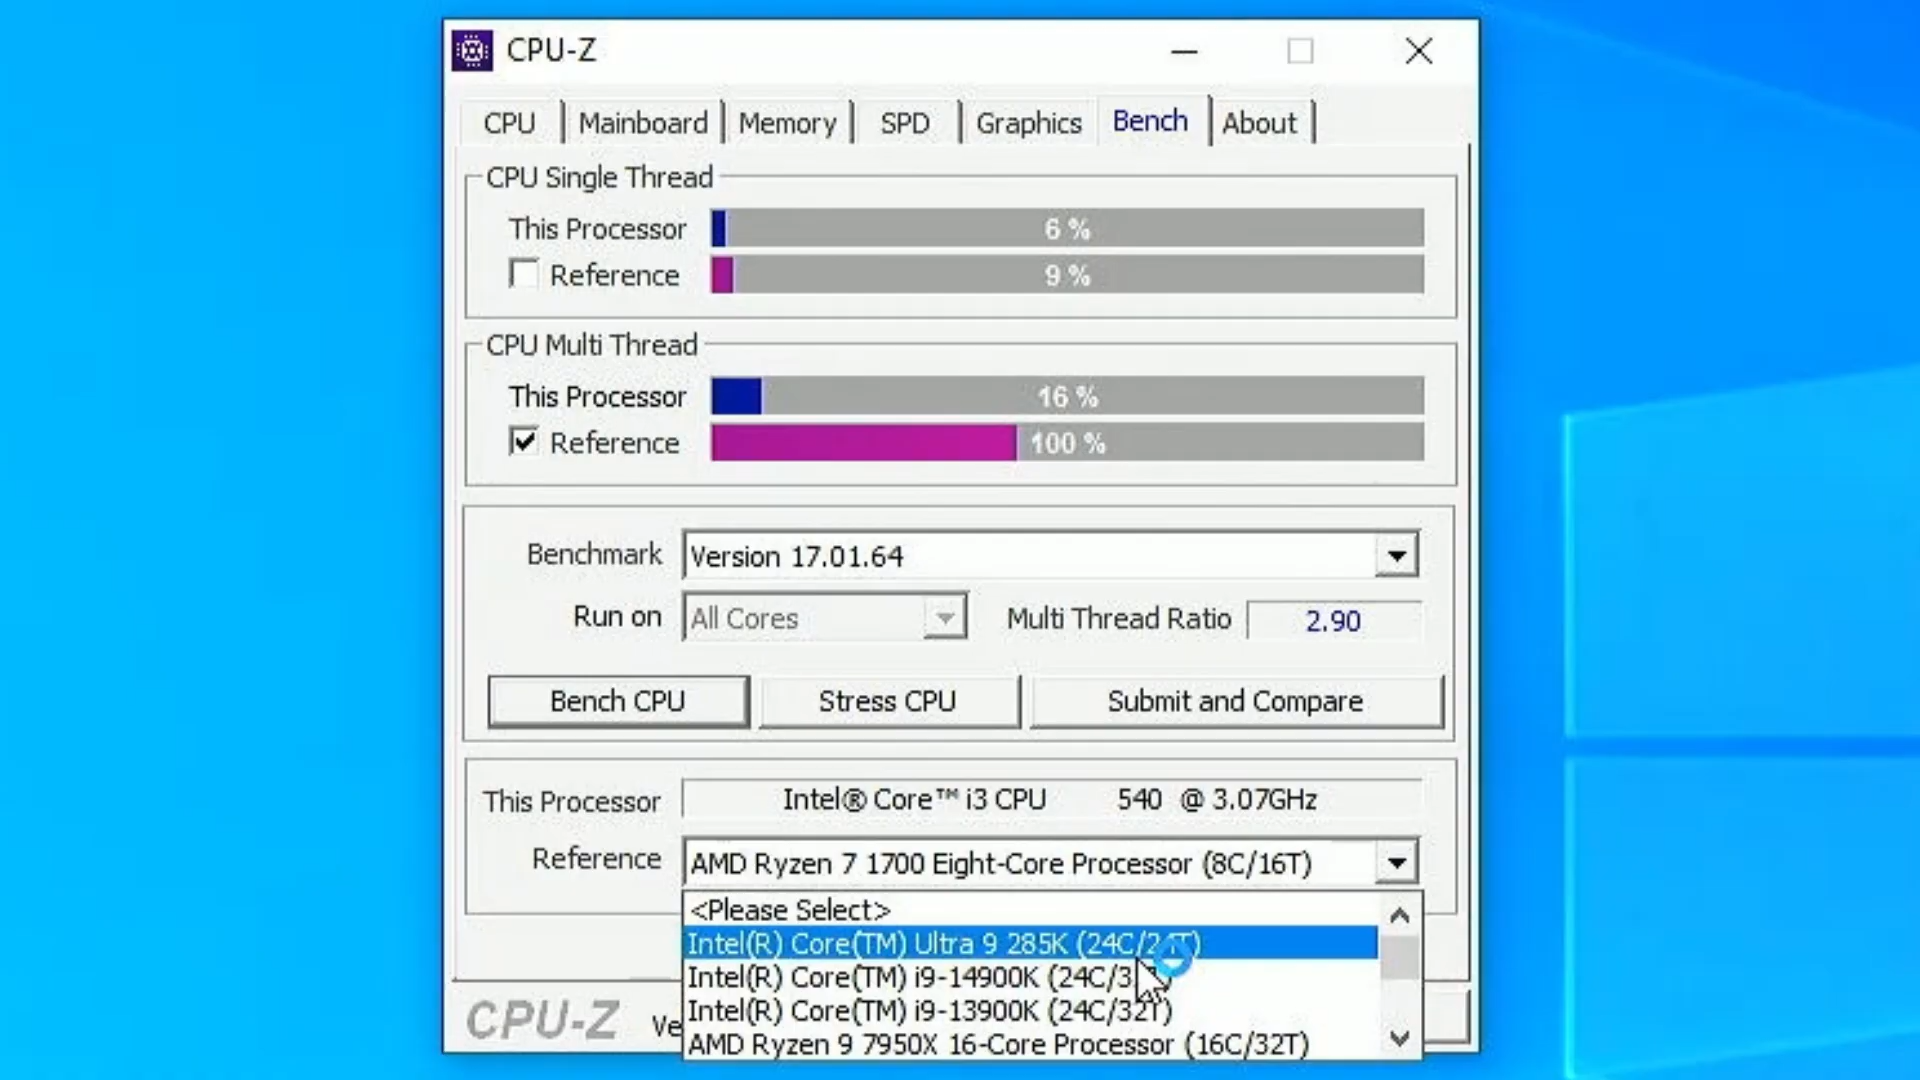 CPU-Z
CPU Mainboard Memory SPD Graphics Bench About
CPU Single Thread
This Processor 6 %
Reference 9 %
CPU Multi Thread
This Processor 16 %
Reference 100 %
Benchmark Version 17.01.64
Run on All Cores Multi Thread Ratio 2.90
Bench CPU Stress CPU Submit and Compare
This Processor Intel® Core™ i3 CPU 540 @ 3.07GHz
Reference AMD Ryzen 7 1700 Eight-Core Processor (8C/16T)
<Please Select>
Intel(R) Core(TM) Ultra 9 285K (24C/24T)
Intel(R) Core(TM) i9-14900K
Intel(R) Core(TM) i9-13900K (24C/32T)
AMD Ryzen 9 7950X 16-Core Processor (16C/32T)
CPU-Z